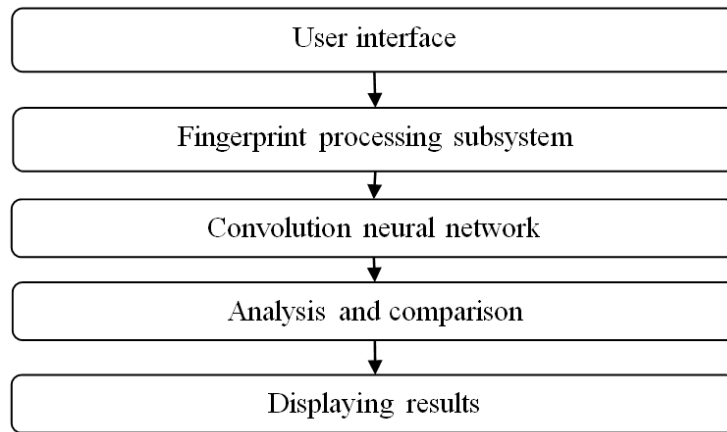 User interface
Fingerprint processing subsystem
Convolution neural network
Analysis and comparison
Displaying results